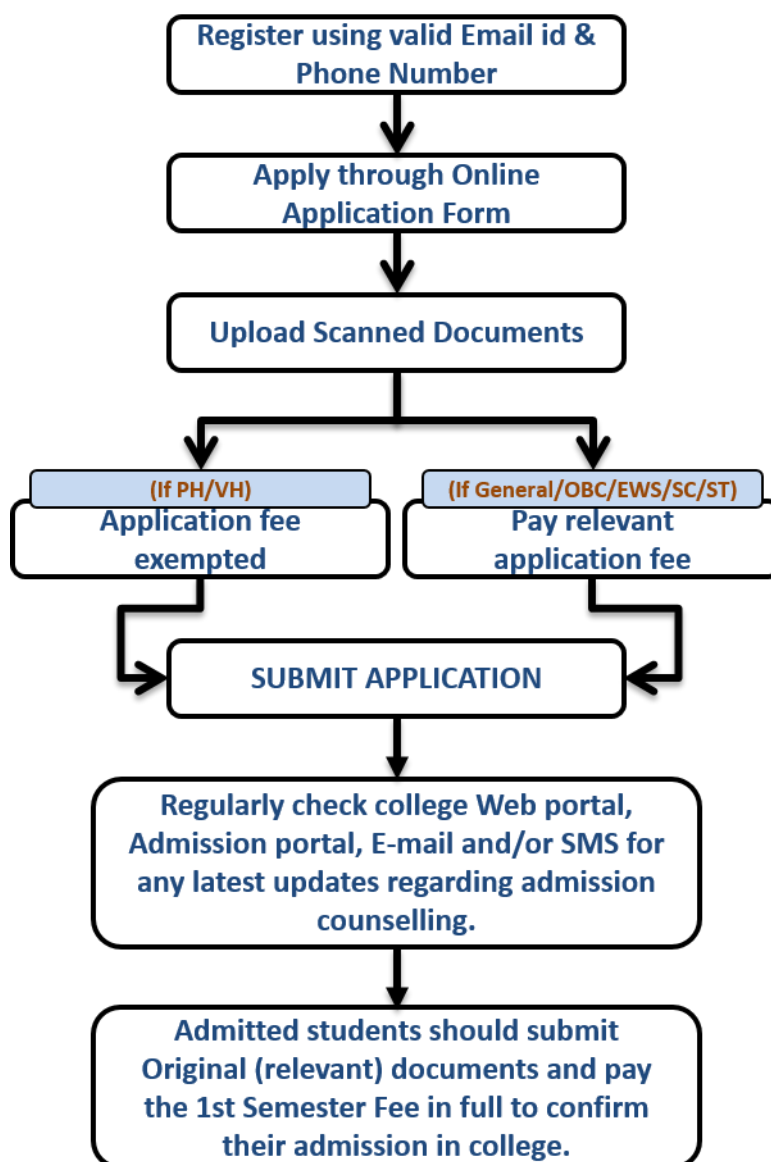 Register using valid Email id &
Phone Number
Apply through Online
Application Form
Upload Scanned Documents
(If PH/VH)
Application fee
exempted
(If General/OBC/EWS/SC/ST)
Pay relevant
application fee
SUBMIT APPLICATION
Regularly check college Web portal,
Admission portal, E-mail and/or SMS for
any latest updates regarding admission
counselling.
Admitted students should submit
Original (relevant) documents and pay
the 1st Semester Fee in full to confirm
their admission in college.